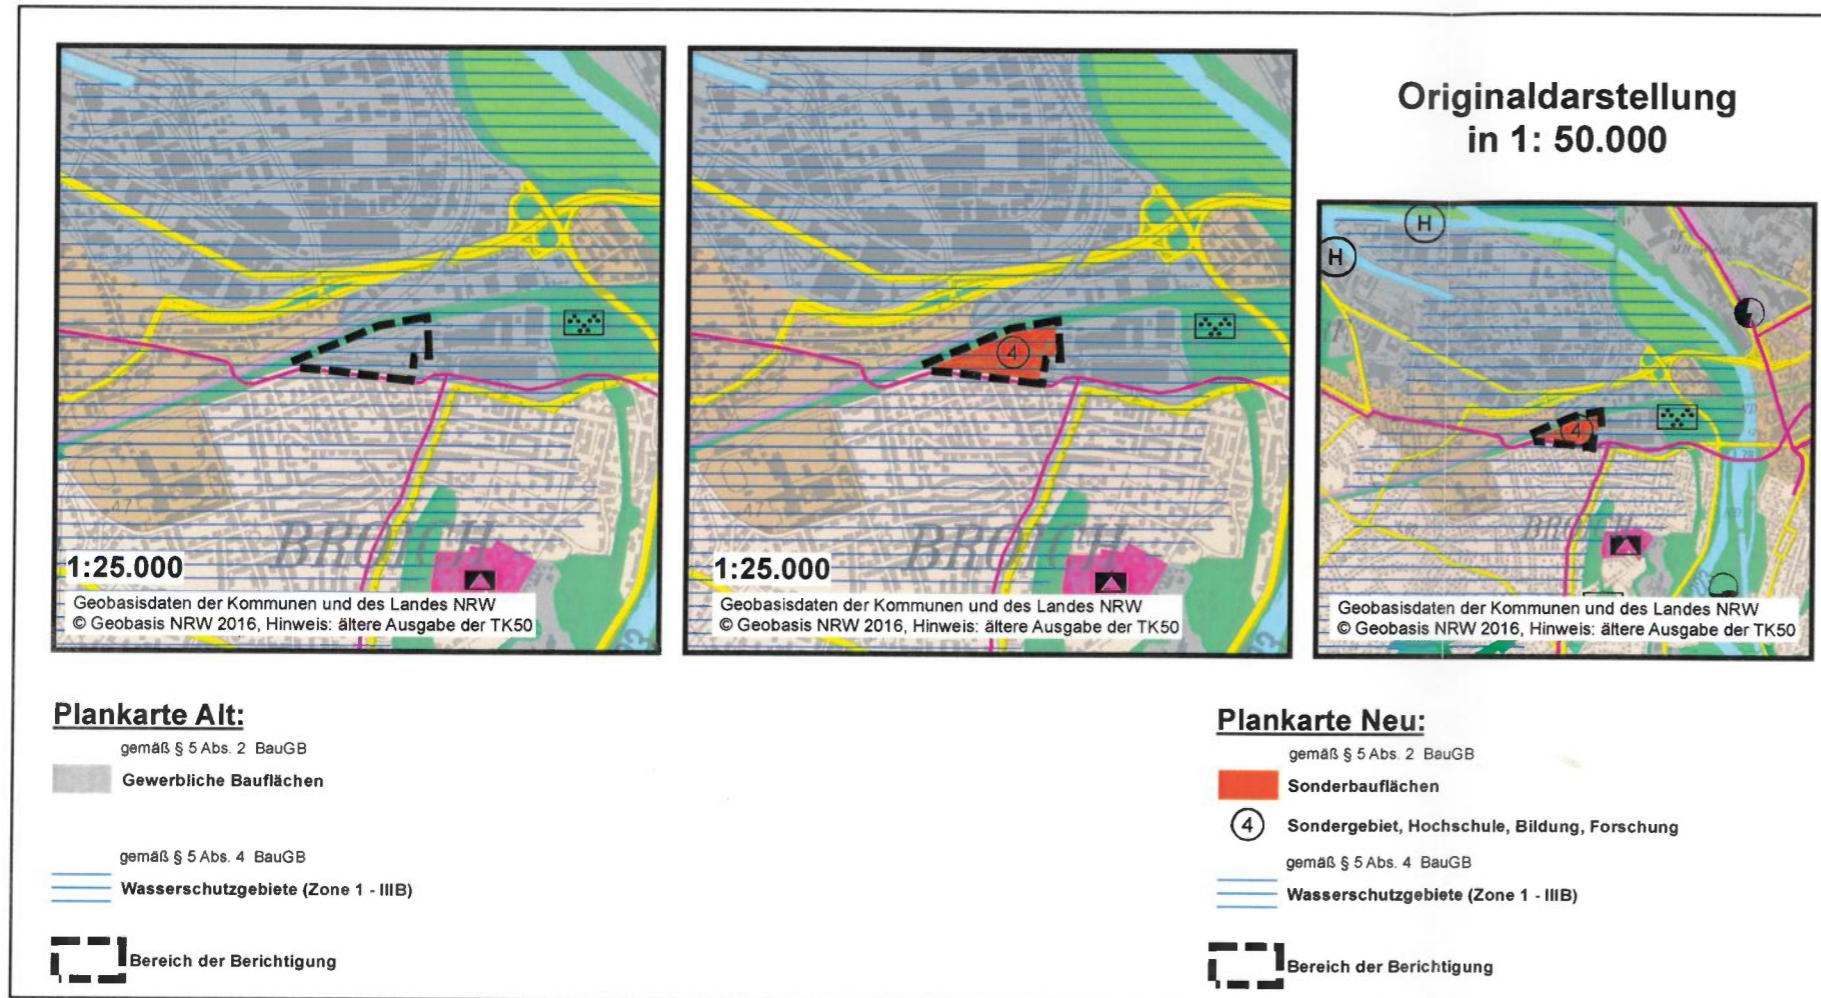 Originaldarstellung
in 1: 50.000
BROICH
1:25.000
Geobasisdaten der Kommunen und des Landes NRW
© Geobasis NRW 2016, Hinweis: ältere Ausgabe der TK50
4
BROICH
1:25.000
Geobasisdaten der Kommunen und des Landes NRW
© Geobasis NRW 2016, Hinweis: ältere Ausgabe der TK50
H
H
4
BROICH
Geobasisdaten der Kommunen und des Landes NRW
© Geobasis NRW 2016, Hinweis: ältere Ausgabe der TK50
Plankarte Alt:
gemäß § 5 Abs. 2 BauGB
Gewerbliche Bauflächen
gemäß § 5 Abs. 4 BauGB
Wasserschutzgebiete (Zone 1 - IIIB)
Bereich der Berichtigung
Plankarte Neu:
gemäß § 5 Abs. 2 BauGB
Sonderbauflächen
4 Sondergebiet, Hochschule, Bildung, Forschung
gemäß § 5 Abs. 4 BauGB
Wasserschutzgebiete (Zone 1 - IIIB)
Bereich der Berichtigung